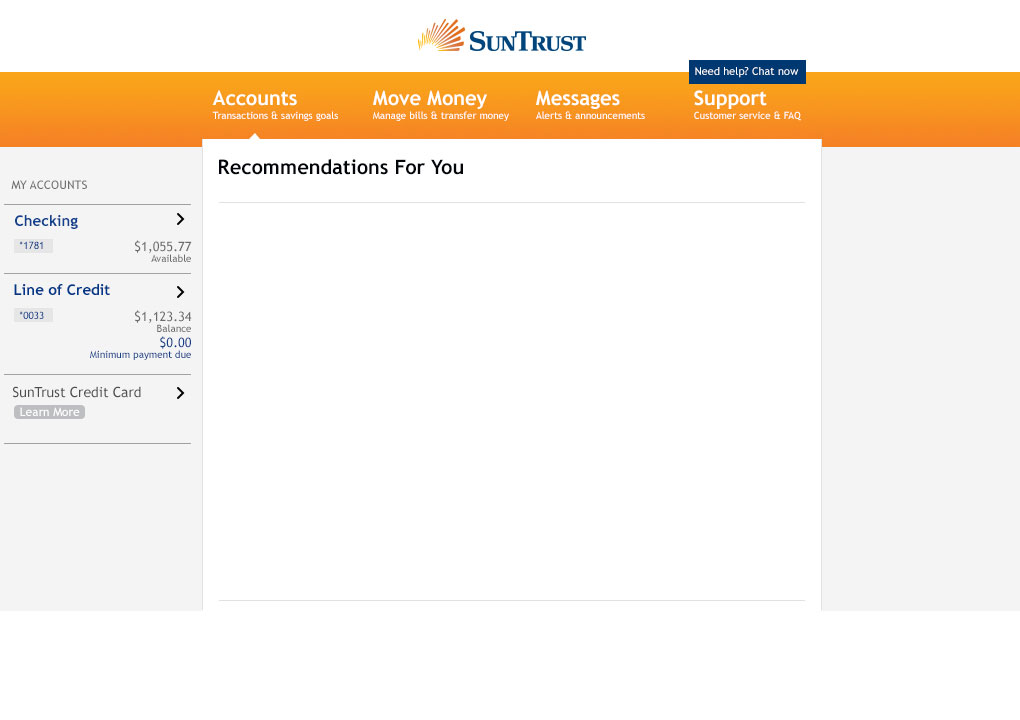 SUNTRUST
Need help? Chat now
Accounts
Transactions & savings goals
Move Money
Manage bills & transfer money
Messages
Alerts & announcements
Support
Customer service & FAQ
Recommendations For You
MY ACCOUNTS
Checking
*1781
$1,055.77
Available
Line of Credit
*0033
$1,123.34
Balance
$0.00
Minimum payment due
SunTrust Credit Card
Learn More